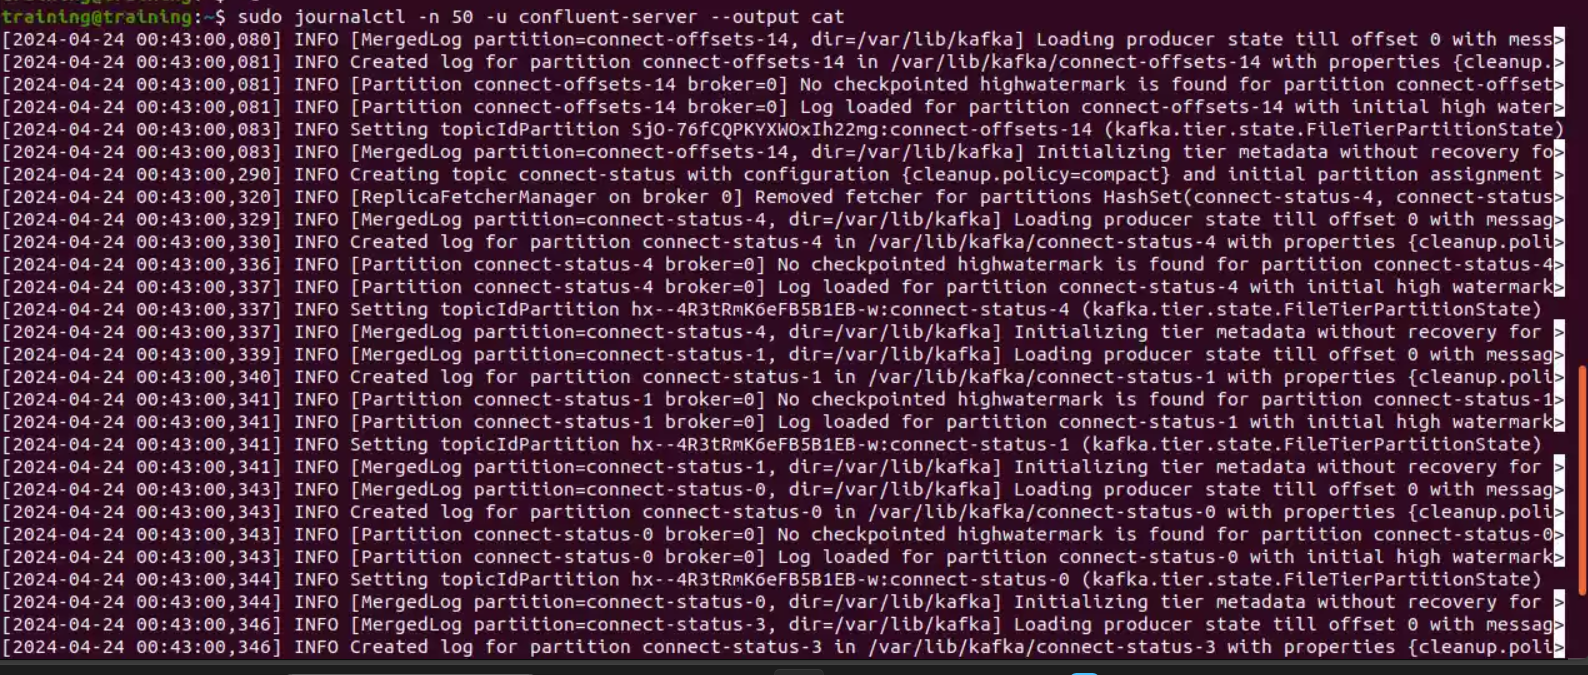 training@training:~$ sudo journalctl -n 50 -u confluent-server --output cat
[2024-04-24 00:43:00,080] INFO [MergedLog partition=connect-offsets-14, dir=/var/lib/kafka] Loading producer state till offset 0 with mess>
[2024-04-24 00:43:00,081] INFO Created log for partition connect-offsets-14 in /var/lib/kafka/connect-offsets-14 with properties {cleanup.>
[2024-04-24 00:43:00,081] INFO [Partition connect-offsets-14 broker=0] No checkpointed highwatermark is found for partition connect-offset>
[2024-04-24 00:43:00,081] INFO [Partition connect-offsets-14 broker=0] Log loaded for partition connect-offsets-14 with initial high water>
[2024-04-24 00:43:00,083] INFO Setting topicIdPartition SjO-76fCQPKYXWOxIh22mg:connect-offsets-14 (kafka.tier.state.FileTierPartitionState)
[2024-04-24 00:43:00,083] INFO [MergedLog partition=connect-offsets-14, dir=/var/lib/kafka] Initializing tier metadata without recovery fo>
[2024-04-24 00:43:00,290] INFO Creating topic connect-status with configuration {cleanup.policy=compact} and initial partition assignment >
[2024-04-24 00:43:00,320] INFO [ReplicaFetcherManager on broker 0] Removed fetcher for partitions HashSet(connect-status-4, connect-status>
[2024-04-24 00:43:00,329] INFO [MergedLog partition=connect-status-4, dir=/var/lib/kafka] Loading producer state till offset 0 with messag>
[2024-04-24 00:43:00,330] INFO Created log for partition connect-status-4 in /var/lib/kafka/connect-status-4 with properties {cleanup.poli>
[2024-04-24 00:43:00,336] INFO [Partition connect-status-4 broker=0] No checkpointed highwatermark is found for partition connect-status-4>
[2024-04-24 00:43:00,337] INFO [Partition connect-status-4 broker=0] Log loaded for partition connect-status-4 with initial high watermark>
[2024-04-24 00:43:00,337] INFO Setting topicIdPartition hx--4R3tRmK6eFB5B1EB-w:connect-status-4 (kafka.tier.state.FileTierPartitionState)
[2024-04-24 00:43:00,337] INFO [MergedLog partition=connect-status-4, dir=/var/lib/kafka] Initializing tier metadata without recovery for >
[2024-04-24 00:43:00,339] INFO [MergedLog partition=connect-status-1, dir=/var/lib/kafka] Loading producer state till offset 0 with messag>
[2024-04-24 00:43:00,340] INFO Created log for partition connect-status-1 in /var/lib/kafka/connect-status-1 with properties {cleanup.poli>
[2024-04-24 00:43:00,341] INFO [Partition connect-status-1 broker=0] No checkpointed highwatermark is found for partition connect-status-1>
[2024-04-24 00:43:00,341] INFO [Partition connect-status-1 broker=0] Log loaded for partition connect-status-1 with initial high watermark>
[2024-04-24 00:43:00,341] INFO Setting topicIdPartition hx--4R3tRmK6eFB5B1EB-w:connect-status-1 (kafka.tier.state.FileTierPartitionState)
[2024-04-24 00:43:00,341] INFO [MergedLog partition=connect-status-1, dir=/var/lib/kafka] Initializing tier metadata without recovery for >
[2024-04-24 00:43:00,343] INFO [MergedLog partition=connect-status-0, dir=/var/lib/kafka] Loading producer state till offset 0 with messag>
[2024-04-24 00:43:00,343] INFO Created log for partition connect-status-0 in /var/lib/kafka/connect-status-0 with properties {cleanup.poli>
[2024-04-24 00:43:00,343] INFO [Partition connect-status-0 broker=0] No checkpointed highwatermark is found for partition connect-status-0>
[2024-04-24 00:43:00,343] INFO [Partition connect-status-0 broker=0] Log loaded for partition connect-status-0 with initial high watermark>
[2024-04-24 00:43:00,344] INFO Setting topicIdPartition hx--4R3tRmK6eFB5B1EB-w:connect-status-0 (kafka.tier.state.FileTierPartitionState)
[2024-04-24 00:43:00,344] INFO [MergedLog partition=connect-status-0, dir=/var/lib/kafka] Initializing tier metadata without recovery for >
[2024-04-24 00:43:00,346] INFO [MergedLog partition=connect-status-3, dir=/var/lib/kafka] Loading producer state till offset 0 with messag>
[2024-04-24 00:43:00,346] INFO Created log for partition connect-status-3 in /var/lib/kafka/connect-status-3 with properties {cleanup.poli>